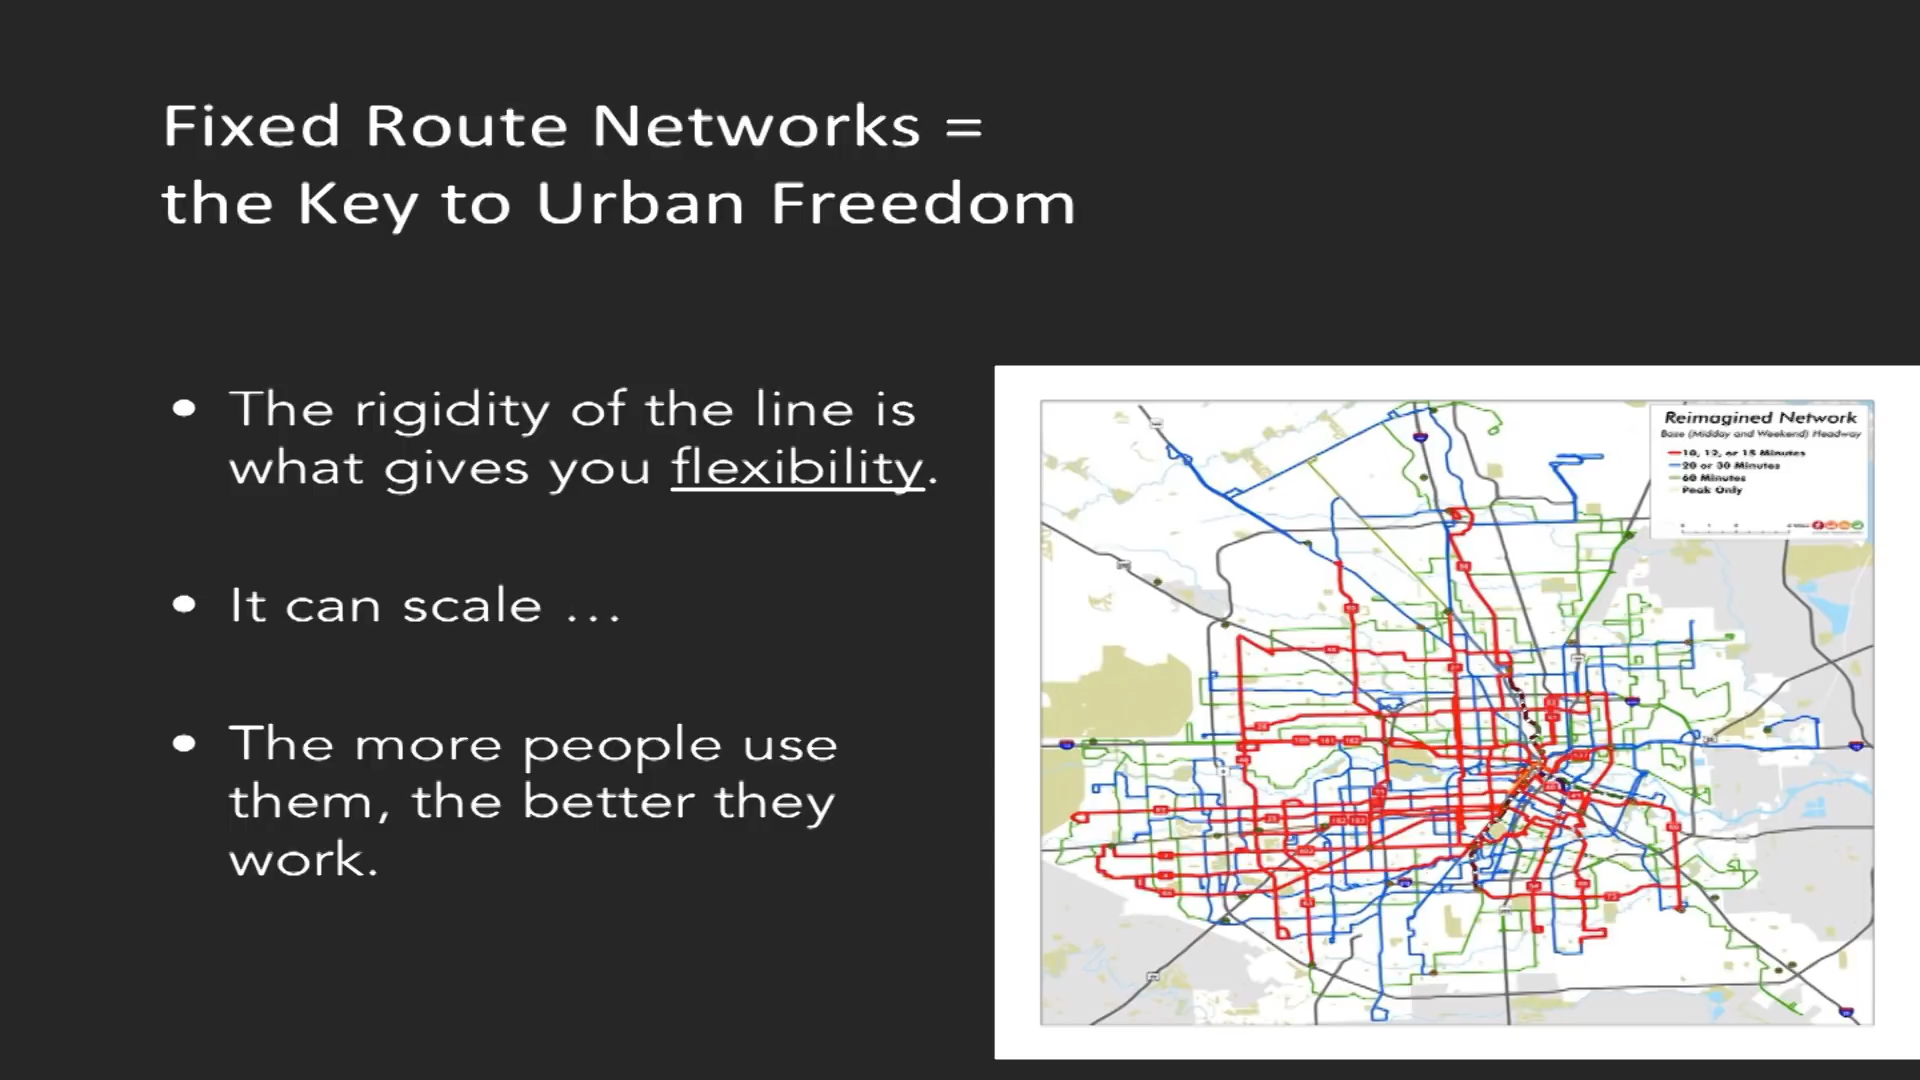 Fixed Route Networks =
the Key to Urban Freedom
• The rigidity of the line is
what gives you flexibility.
• It can scale ...
• The more people use
them, the better they
work.
Reimagined Network
Base (Midday and Weekend) Headway
10, 12, or 15 Minutes
20 or 30 Minutes
60 Minutes
Peak Only